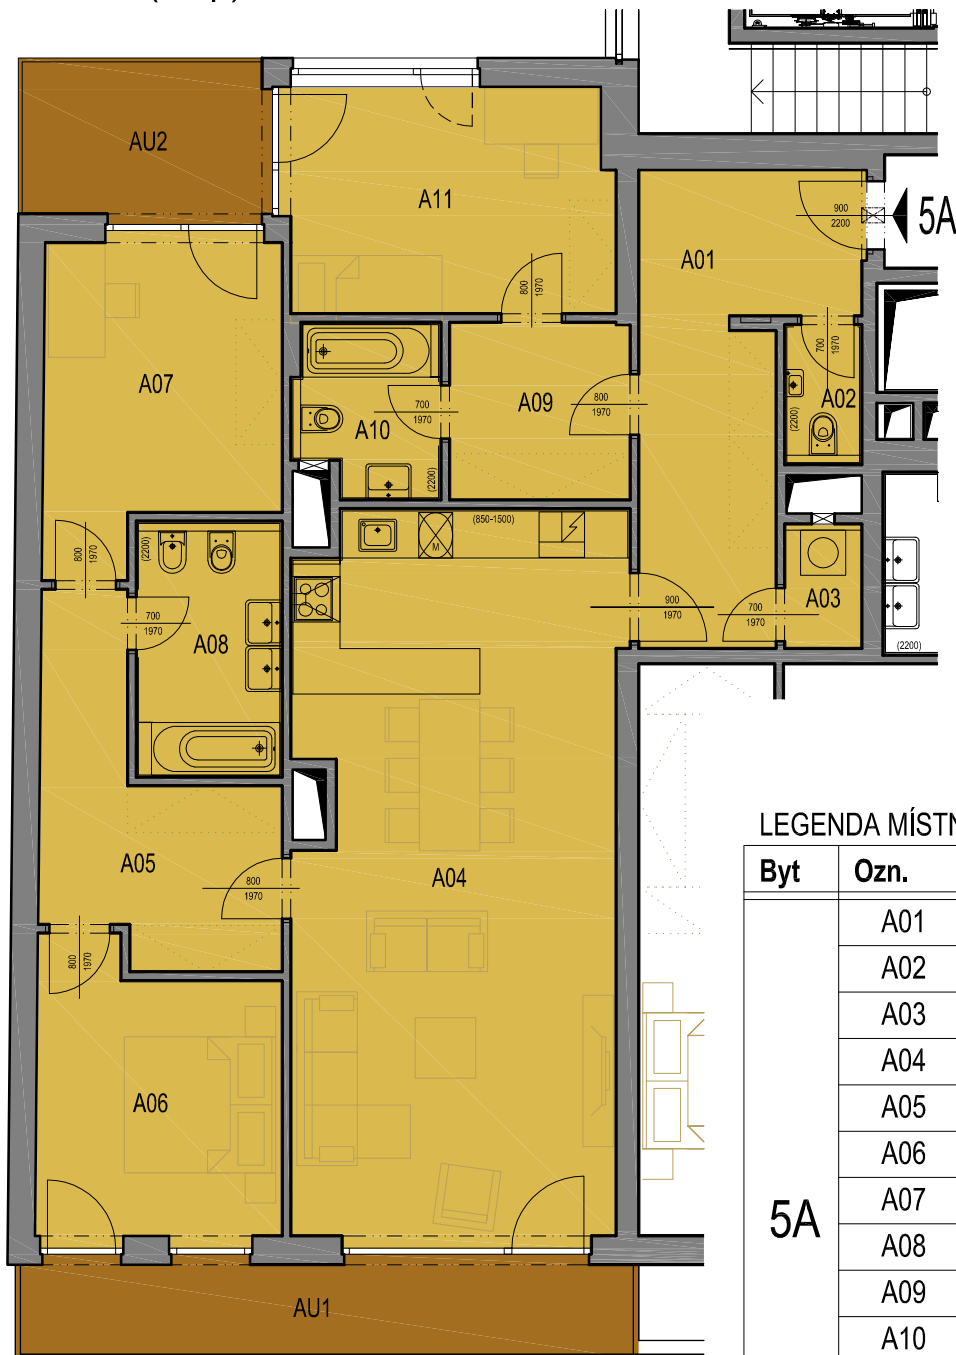 AU2
A11
900
2200
5A
A01
800
1970
700
1970
A07
A10
700
1970
(2200)
A09
800
1970
A02
(2200)
(850-1500)
M
800
1970
(2200)
700
1970
A08
900
1970
700
1970
A03
(2200)
A05
800
1970
A04
800
1970
A06
AU1
LEGENDA MÍSTN
Byt Ozn.
A01
A02
A03
A04
A05
A06
A07
5A
A08
A09
A10